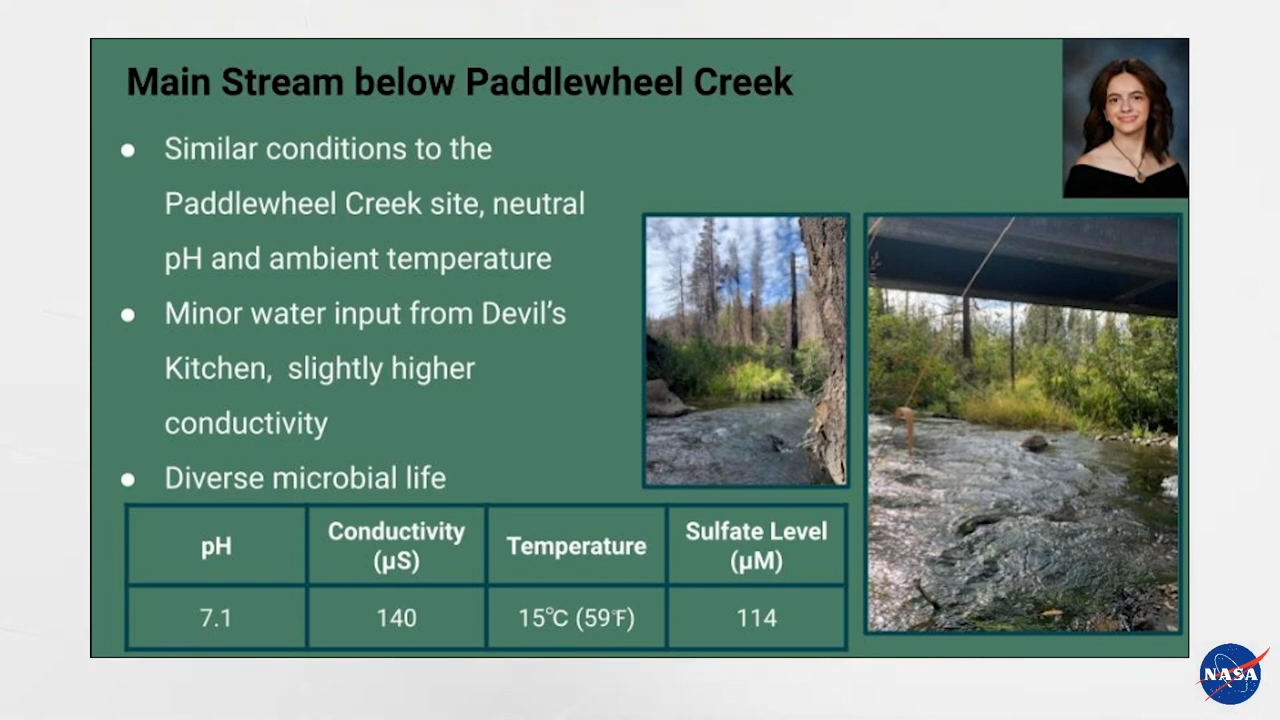 Main Stream below Paddlewheel Creek
● Similar conditions to the
Paddlewheel Creek site, neutral
pH and ambient temperature
● Minor water input from Devil’s
Kitchen,  slightly higher
conductivity
● Diverse microbial life
pH
Conductivity
(µS)
Temperature
Sulfate Level
(µM)
7.1
140
15℃ (59℉)
114
NASA